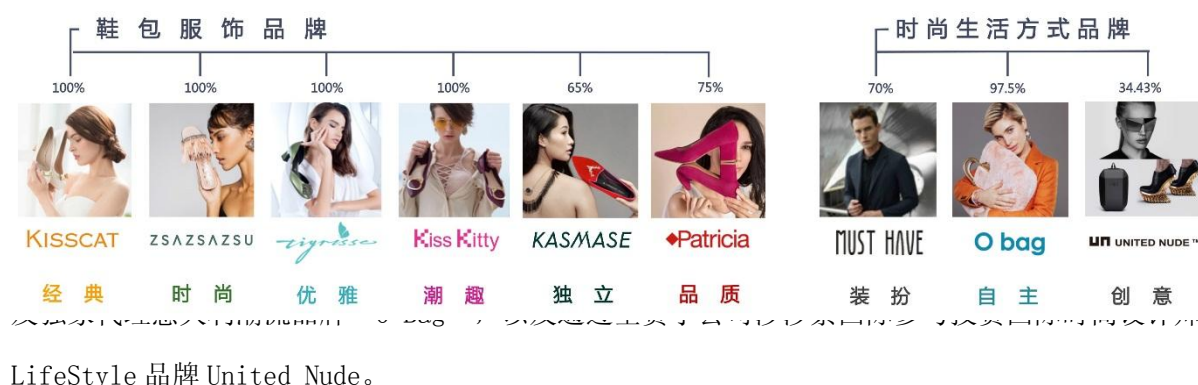 鞋包服饰品牌 时尚生活方式品牌
100% 100% 100% 100% 65% 75% 70% 97.5% 34.43%
KISSCAT ZSAZSAZSU tigrisse Kiss Kitty KASMASE Patricia MUST HAVE O bag UN UNITED NUDE™
经典 时尚 优雅 潮趣 独立 品质 装扮 自主 创意
LifeStyle 品牌 United Nude。